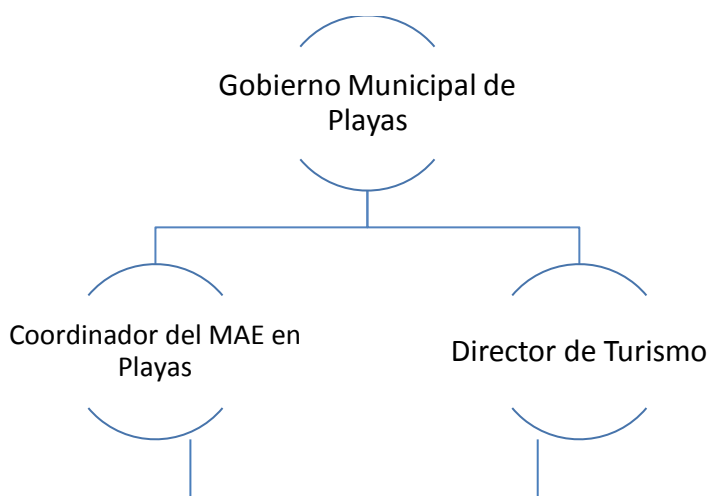 Gobierno Municipal de
Playas
Coordinador del MAE en
Playas
Director de Turismo